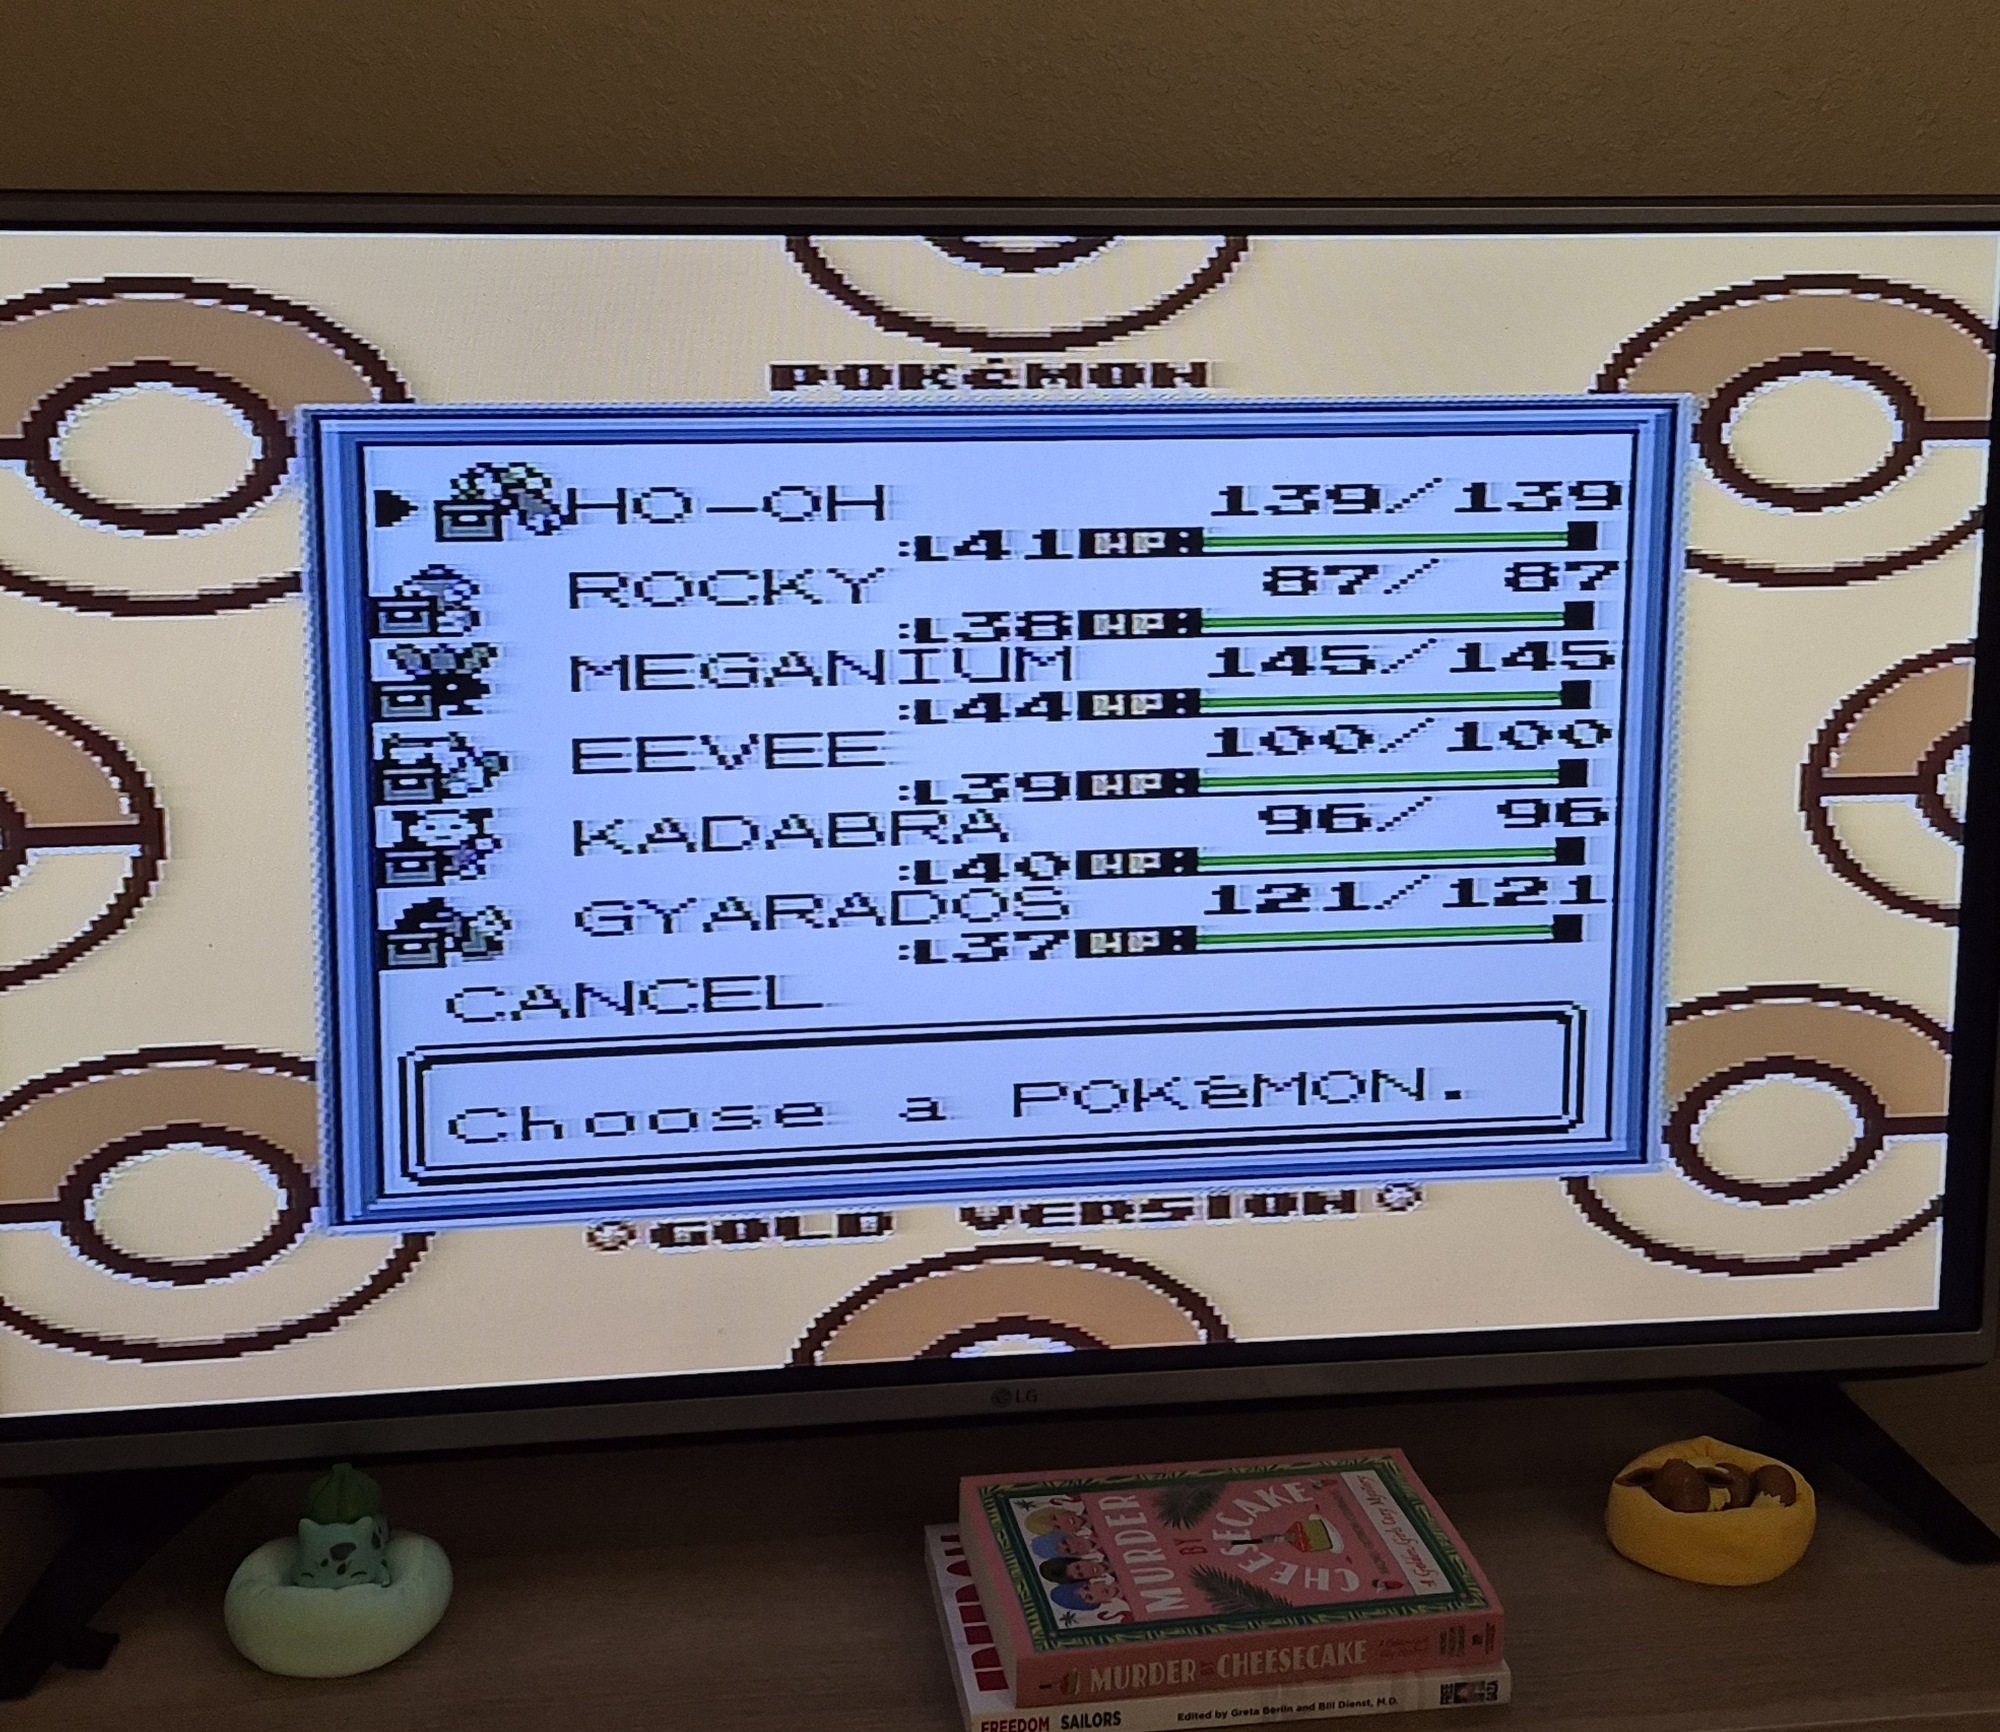 POKéMON
▶HO-OH 139/139
:L41 HP:
ROCKY 87/ 87
:L38 HP:
MEGANIUM 145/145
:L44 HP:
EEVEE 100/100
:L39 HP:
KADABRA 96/ 96
:L40 HP:
GYARADOS 121/121
:L37 HP:
CANCEL
Choose a POKéMON.
GOLD VERSION
LG
MURDER
BY
CHEESECAKE
MURDER BY CHEESECAKE
FREEDOM SAILORS Edited by Greta Berlin and Bill Dienst, M.D.
FREE
GAZA